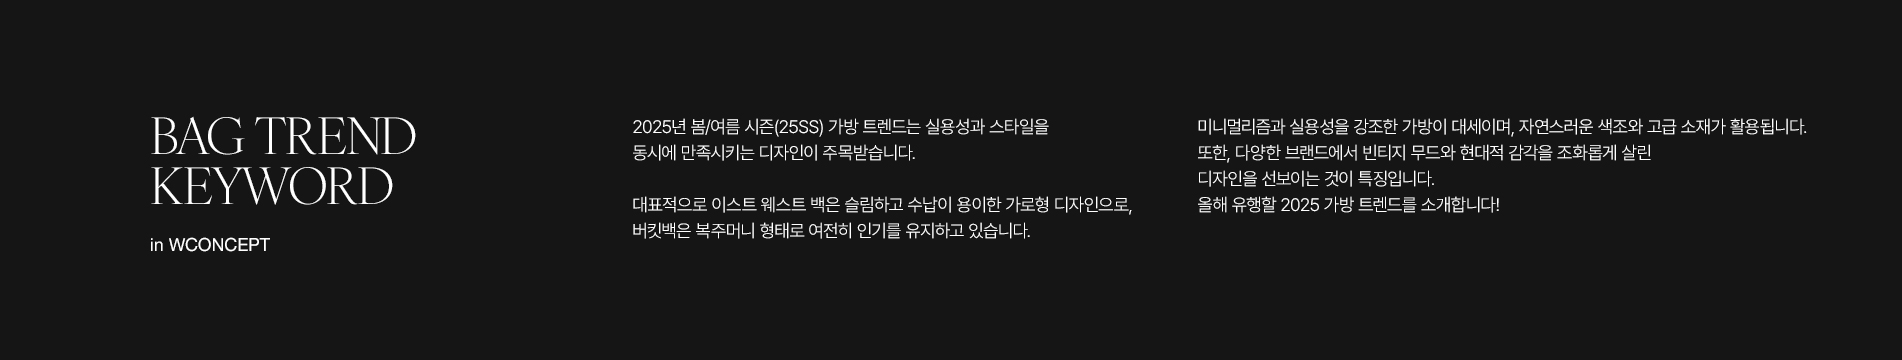 BAG TREND
KEYWORD
in WCONCEPT
2025년 봄/여름 시즌(25SS) 가방 트렌드는 실용성과 스타일을
동시에 만족시키는 디자인이 주목받습니다.
대표적으로 이스트 웨스트 백은 슬림하고 수납이 용이한 가로형 디자인으로,
버킷백은 복주머니 형태로 여전히 인기를 유지하고 있습니다.
미니멀리즘과 실용성을 강조한 가방이 대세이며, 자연스러운 색조와 고급 소재가 활용됩니다.
또한, 다양한 브랜드에서 빈티지 무드와 현대적 감각을 조화롭게 살린
디자인을 선보이는 것이 특징입니다.
올해 유행할 2025 가방 트렌드를 소개합니다!